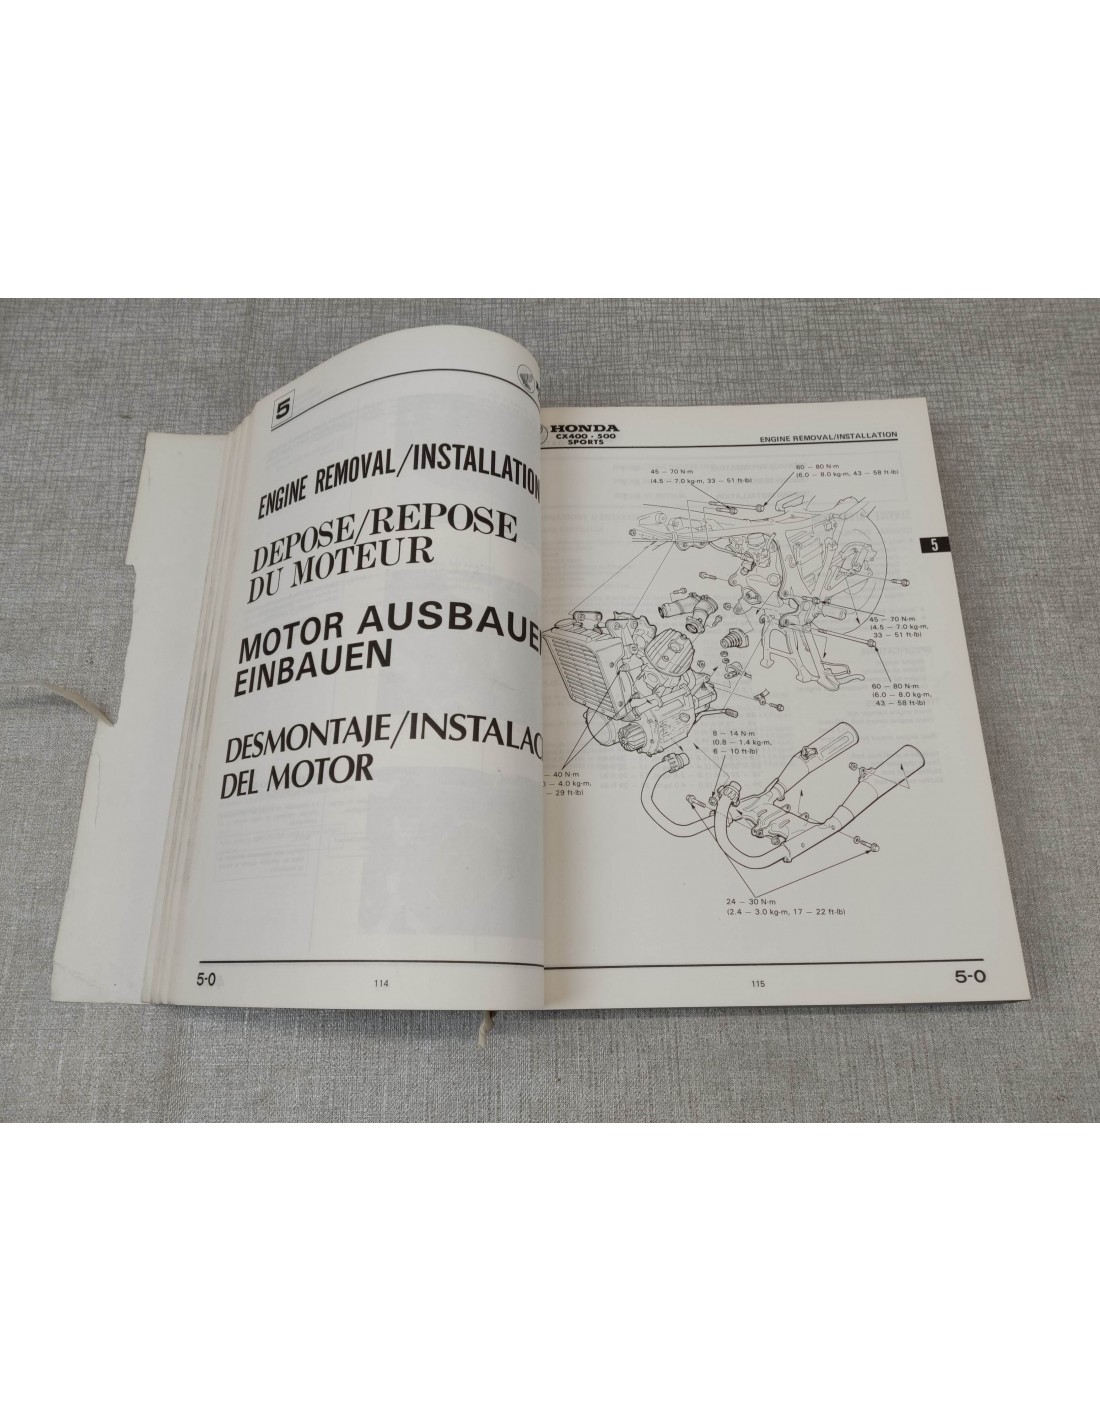 5
ENGINE REMOVAL/INSTALLATION
DEPOSE/REPOSE
DU MOTEUR
MOTOR AUSBAUE
EINBAUEN
DESMONTAJE/INSTALAC
DEL MOTOR
5-0
114
HONDA
CX400 · 500
SPORTS
ENGINE REMOVAL/INSTALLATION
45 — 70 N·m
(4.5 — 7.0 kg-m, 33 — 51 ft-lb)
60 — 80 N·m
(6.0 — 8.0 kg-m, 43 — 58 ft-lb)
5
45 — 70 N·m
(4.5 — 7.0 kg-m,
33 — 51 ft-lb)
60 — 80 N·m
(6.0 — 8.0 kg-m,
43 — 58 ft-lb)
8 — 14 N·m
(0.8 — 1.4 kg-m,
6 — 10 ft-lb)
— 40 N·m
0 — 4.0 kg-m,
— 29 ft-lb)
24 — 30 N·m
(2.4 — 3.0 kg-m, 17 — 22 ft-lb)
115
5-0